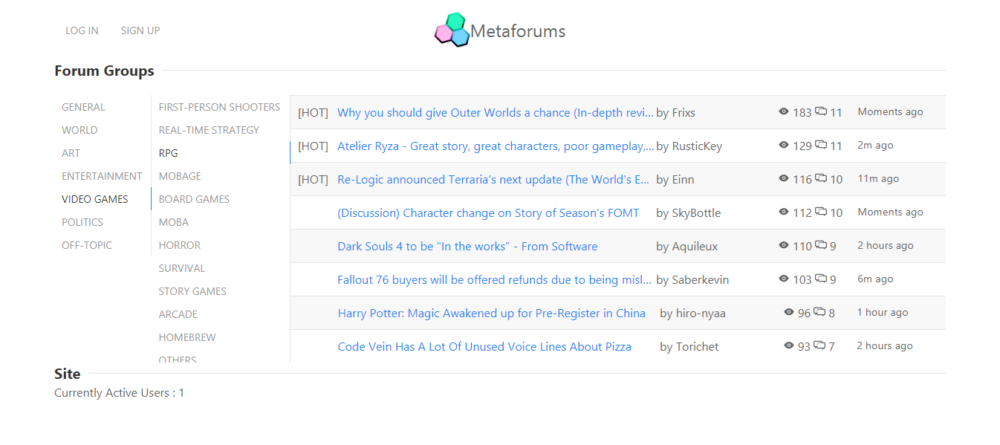 LOG IN SIGN UP Metaforums
Forum Groups
GENERAL
WORLD
ART
ENTERTAINMENT
VIDEO GAMES
POLITICS
OFF-TOPIC
FIRST-PERSON SHOOTERS
REAL-TIME STRATEGY
RPG
MOBAGE
BOARD GAMES
MOBA
HORROR
SURVIVAL
STORY GAMES
ARCADE
HOMEBREW
OTHERS
[HOT] Why you should give Outer Worlds a chance (In-depth revi... by Frixs 183 11 Moments ago
[HOT] Atelier Ryza - Great story, great characters, poor gameplay,... by RusticKey 129 11 2m ago
[HOT] Re-Logic announced Terraria's next update (The World's E... by Einn 116 10 11m ago
(Discussion) Character change on Story of Season's FOMT by SkyBottle 112 10 Moments ago
Dark Souls 4 to be "In the works" - From Software by Aquileux 110 9 2 hours ago
Fallout 76 buyers will be offered refunds due to being misl... by Saberkevin 103 9 6m ago
Harry Potter: Magic Awakened up for Pre-Register in China by hiro-nyaa 96 8 1 hour ago
Code Vein Has A Lot Of Unused Voice Lines About Pizza by Torichet 93 7 2 hours ago
Site
Currently Active Users : 1